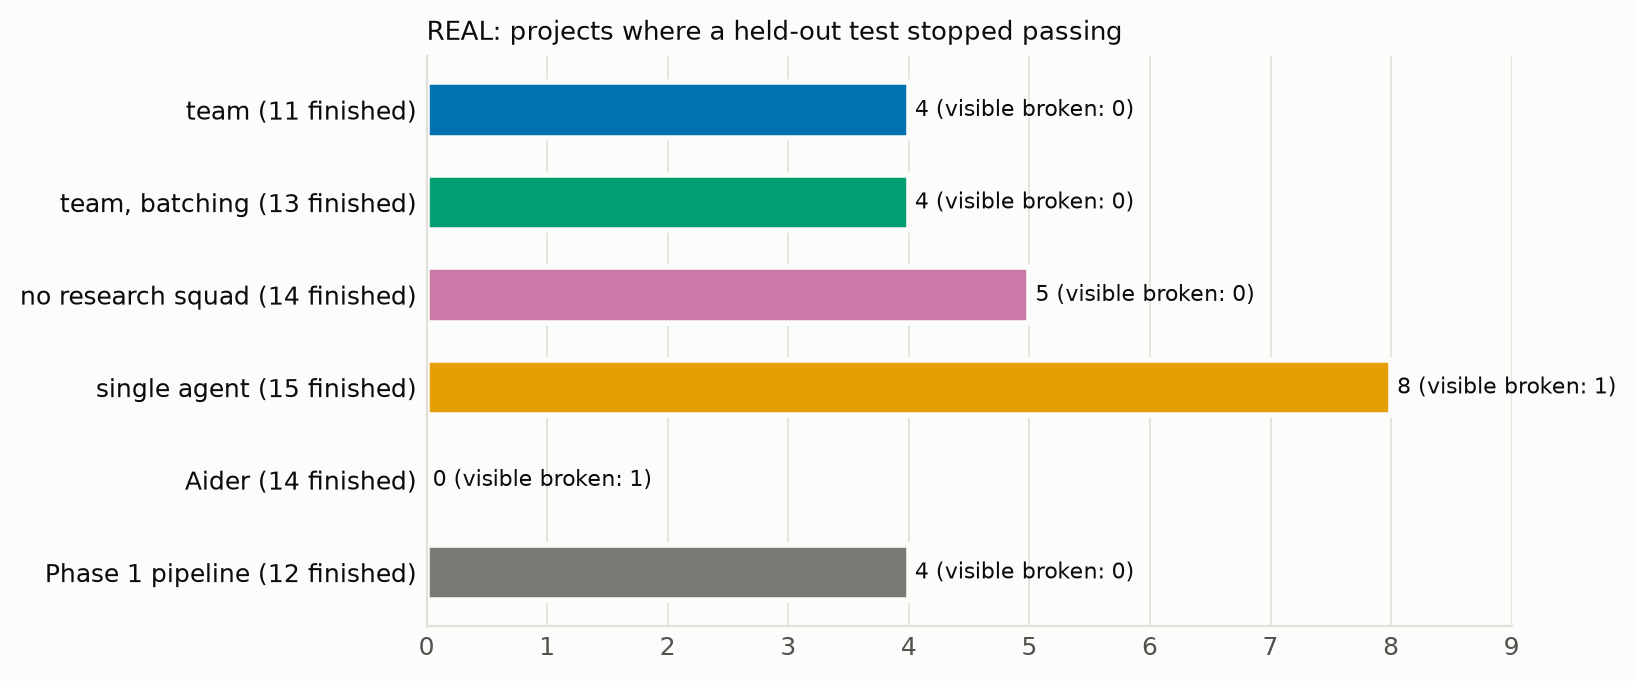 REAL: projects where a held-out test stopped passing
team (11 finished) 4 (visible broken: 0)
team, batching (13 finished) 4 (visible broken: 0)
no research squad (14 finished) 5 (visible broken: 0)
single agent (15 finished) 8 (visible broken: 1)
Aider (14 finished) 0 (visible broken: 1)
Phase 1 pipeline (12 finished) 4 (visible broken: 0)
0 1 2 3 4 5 6 7 8 9